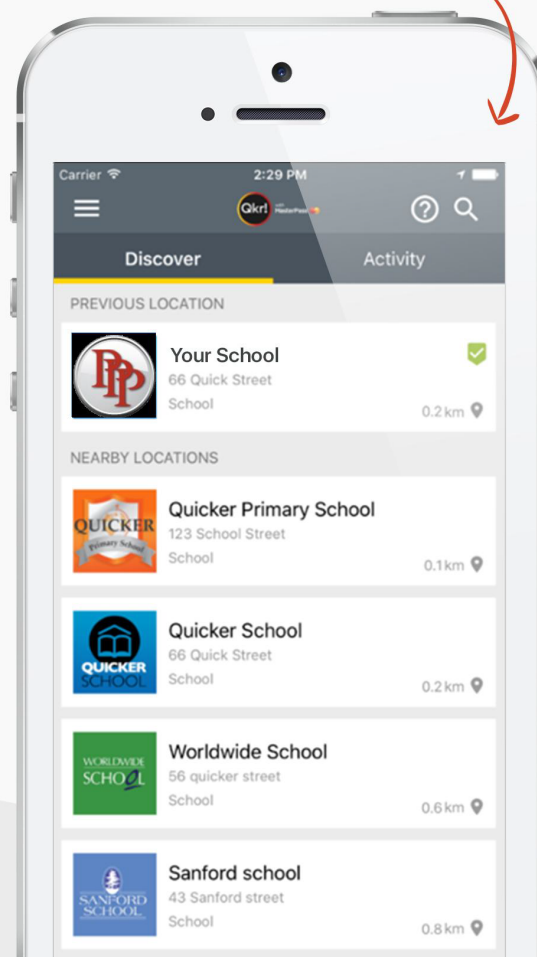 Carrier
2:29 PM
Qkr! with MasterPass
Discover
Activity
PREVIOUS LOCATION
PPP
Your School
66 Quick Street
School
0.2 km
NEARBY LOCATIONS
QUICKER
Primary School
Quicker Primary School
123 School Street
School
0.1 km
QUICKER
SCHOOL
Quicker School
66 Quick Street
School
0.2 km
WORLDWIDE
SCHOOL
Worldwide School
56 quicker street
School
0.6 km
SANFORD
SCHOOL
Sanford school
43 Sanford street
School
0.8 km